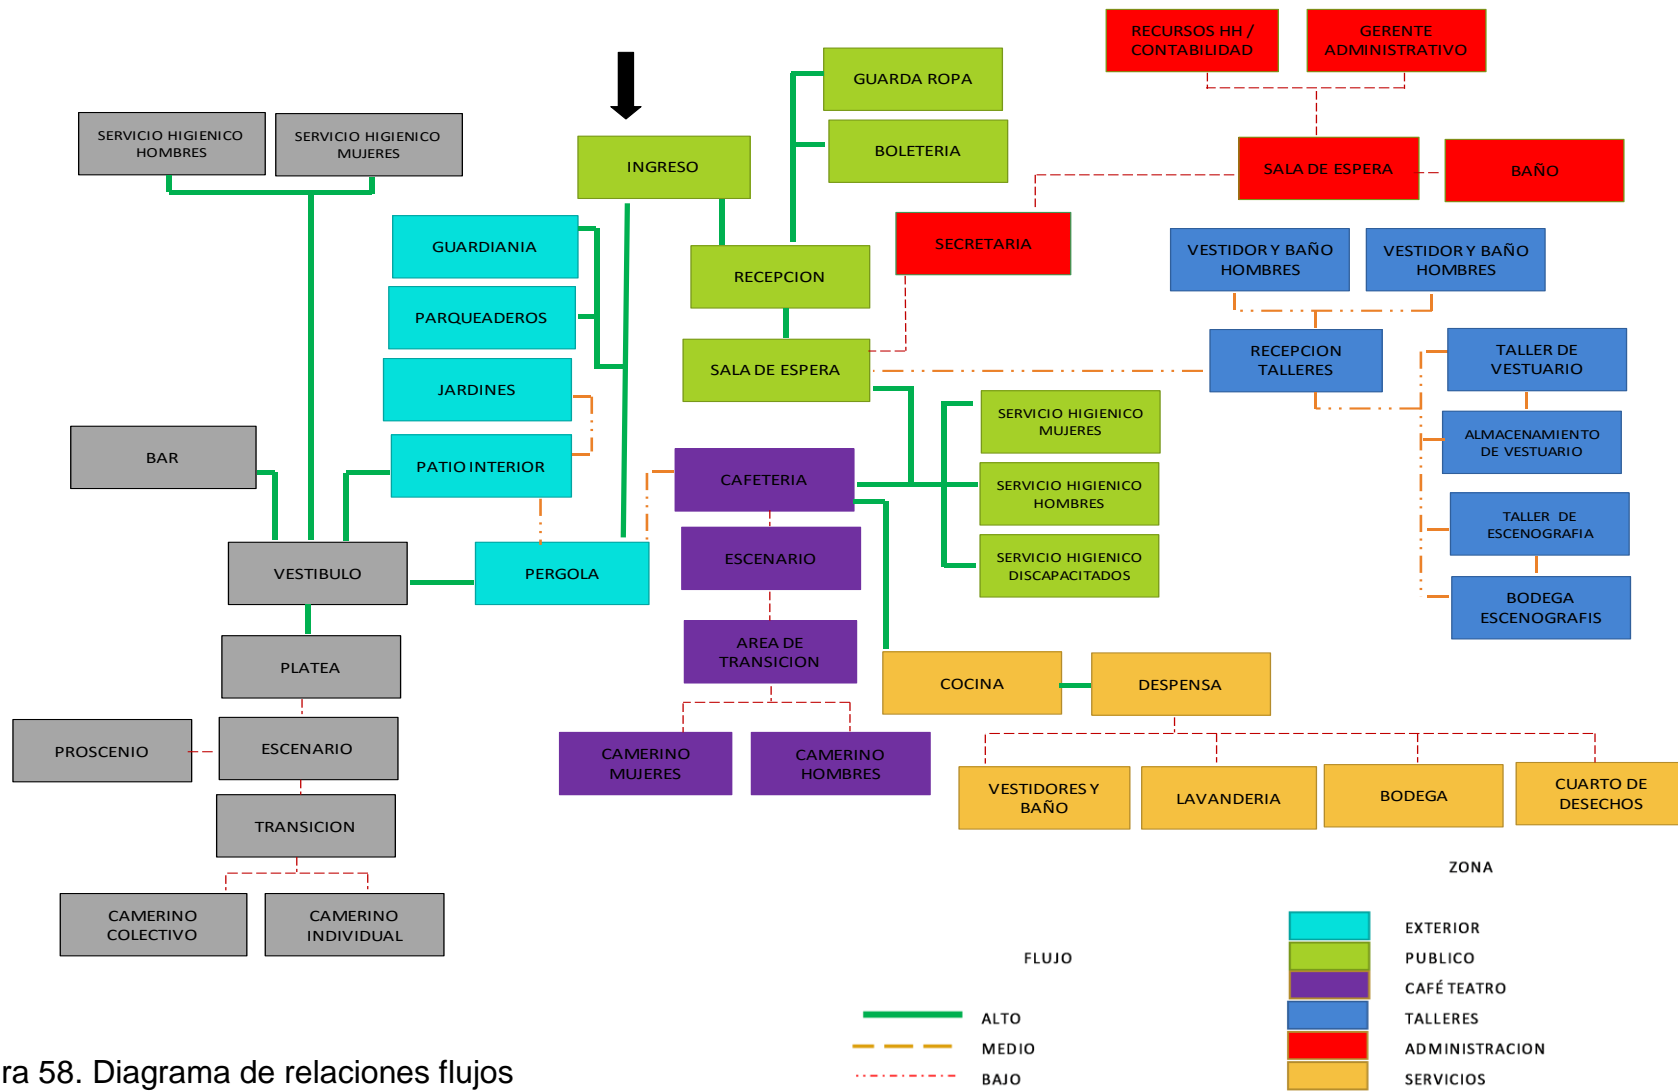 RECURSOS HH /
CONTABILIDAD
GERENTE
ADMINISTRATIVO
GUARDA ROPA
BOLETERIA
SERVICIO HIGIENICO
HOMBRES
SERVICIO HIGIENICO
MUJERES
INGRESO
SALA DE ESPERA
BAÑO
GUARDIANIA
SECRETARIA
RECEPCION
VESTIDOR Y BAÑO
HOMBRES
VESTIDOR Y BAÑO
HOMBRES
PARQUEADEROS
SALA DE ESPERA
RECEPCION
TALLERES
TALLER DE
VESTUARIO
JARDINES
SERVICIO HIGIENICO
MUJERES
ALMACENAMIENTO
DE VESTUARIO
BAR
PATIO INTERIOR
CAFETERIA
SERVICIO HIGIENICO
HOMBRES
TALLER DE
ESCENOGRAFIA
VESTIBULO
PERGOLA
ESCENARIO
SERVICIO HIGIENICO
DISCAPACITADOS
BODEGA
ESCENOGRAFIS
PLATEA
AREA DE
TRANSICION
COCINA
DESPENSA
PROSCENIO
ESCENARIO
CAMERINO
MUJERES
CAMERINO
HOMBRES
VESTIDORES Y
BAÑO
LAVANDERIA
BODEGA
CUARTO DE
DESECHOS
TRANSICION
CAMERINO
COLECTIVO
CAMERINO
INDIVIDUAL
ZONA
EXTERIOR
PUBLICO
CAFÉ TEATRO
TALLERES
ADMINISTRACION
SERVICIOS
FLUJO
ALTO
MEDIO
BAJO
ra 58. Diagrama de relaciones flujos